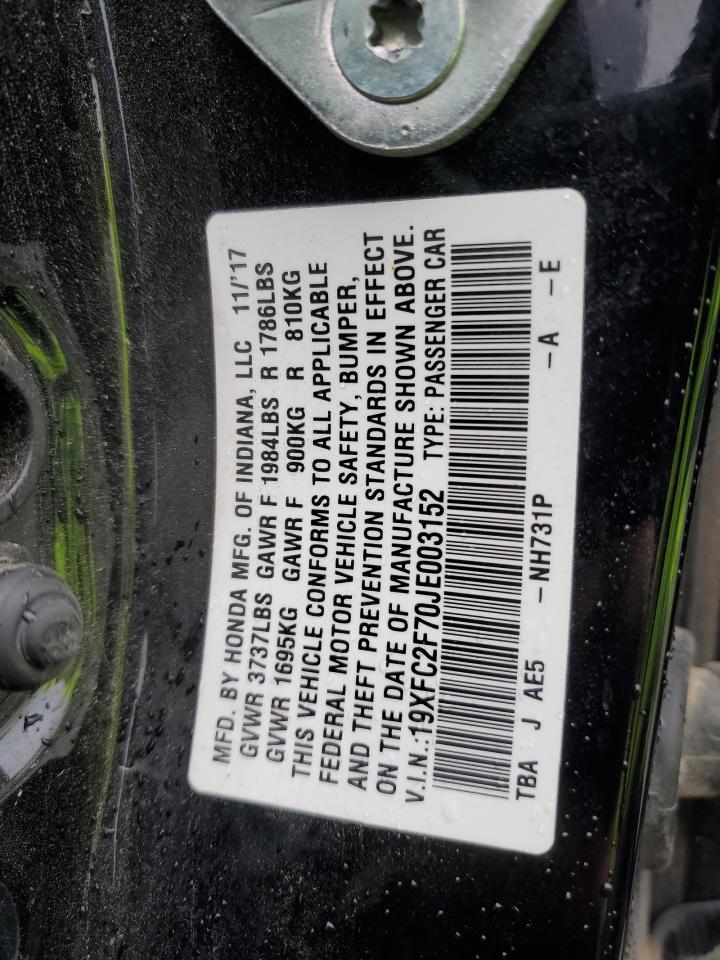 MFD. BY HONDA MFG. OF INDIANA, LLC 11/'17
GVWR 3737LBS GAWR F 1984LBS R 1786LBS
GVWR 1695KG GAWR F 900KG R 810KG
THIS VEHICLE CONFORMS TO ALL APPLICABLE
FEDERAL MOTOR VEHICLE SAFETY, BUMPER,
AND THEFT PREVENTION STANDARDS IN EFFECT
ON THE DATE OF MANUFACTURE SHOWN ABOVE.
V.I.N.:19XFC2F70JE003152 TYPE: PASSENGER CAR
TBA J AE5 -NH731P -A -E